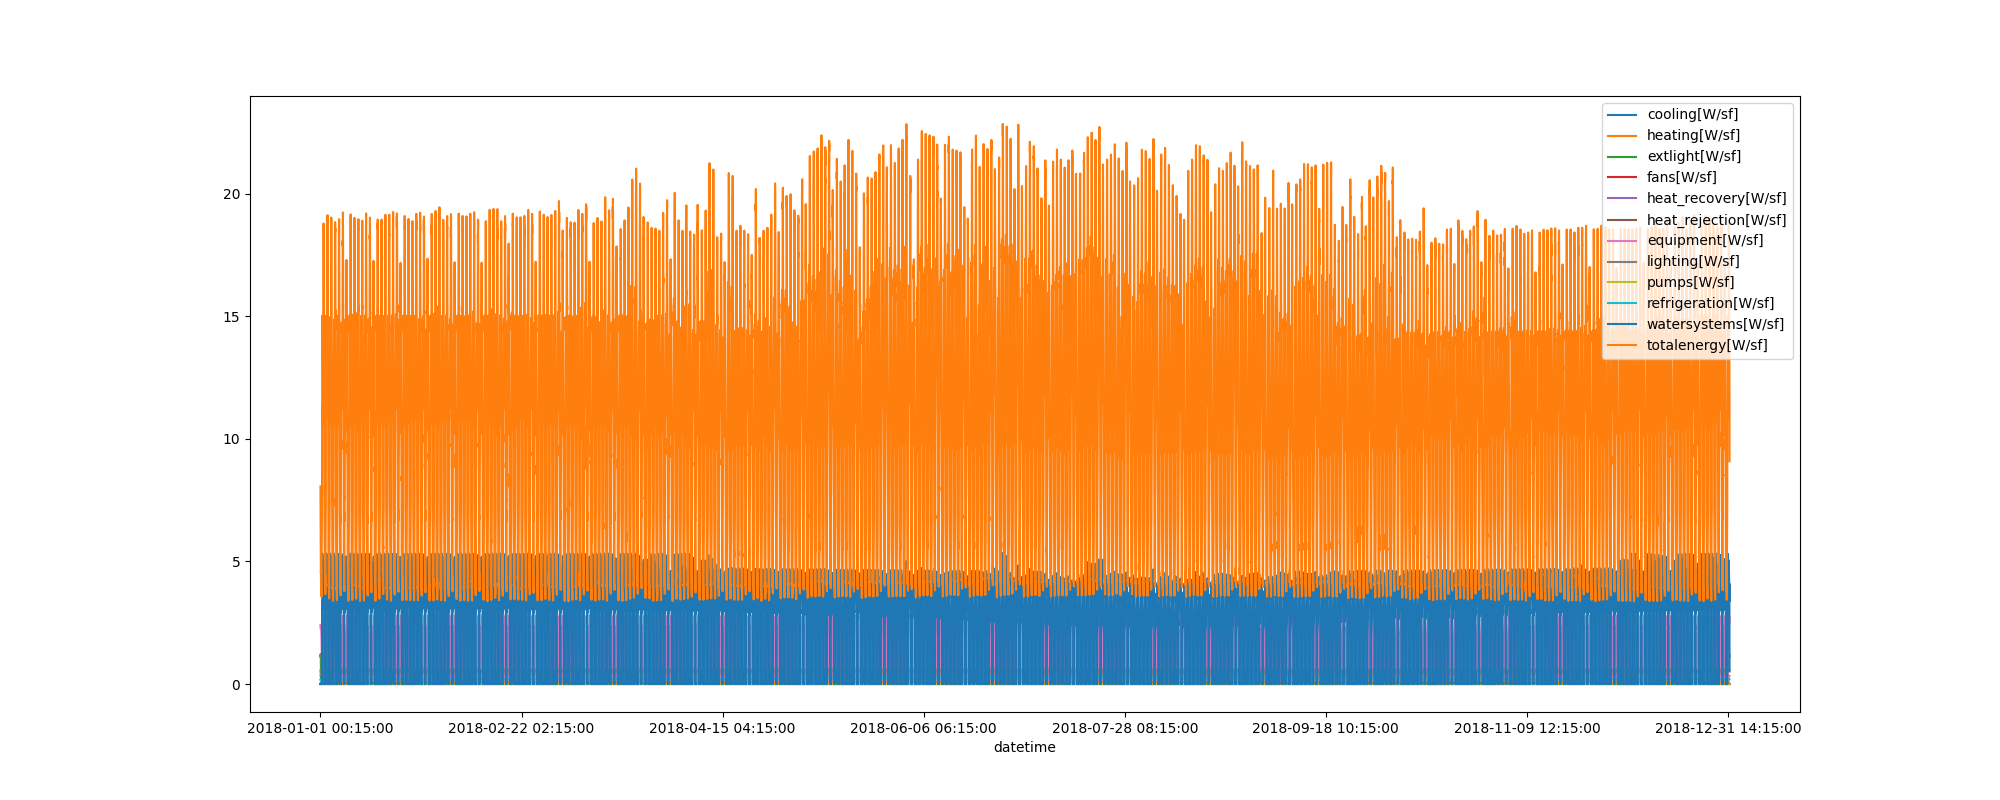 cooling[W/sf]
heating[W/sf]
extlight[W/sf]
fans[W/sf]
heat_recovery[W/sf]
heat_rejection[W/sf]
equipment[W/sf]
lighting[W/sf]
pumps[W/sf]
refrigeration[W/sf]
watersystems[W/sf]
totalenergy[W/sf]
20
15
10
5
0
2018-01-01 00:15:00 2018-02-22 02:15:00 2018-04-15 04:15:00 2018-06-06 06:15:00 2018-07-28 08:15:00 2018-09-18 10:15:00 2018-11-09 12:15:00 2018-12-31 14:15:00
datetime